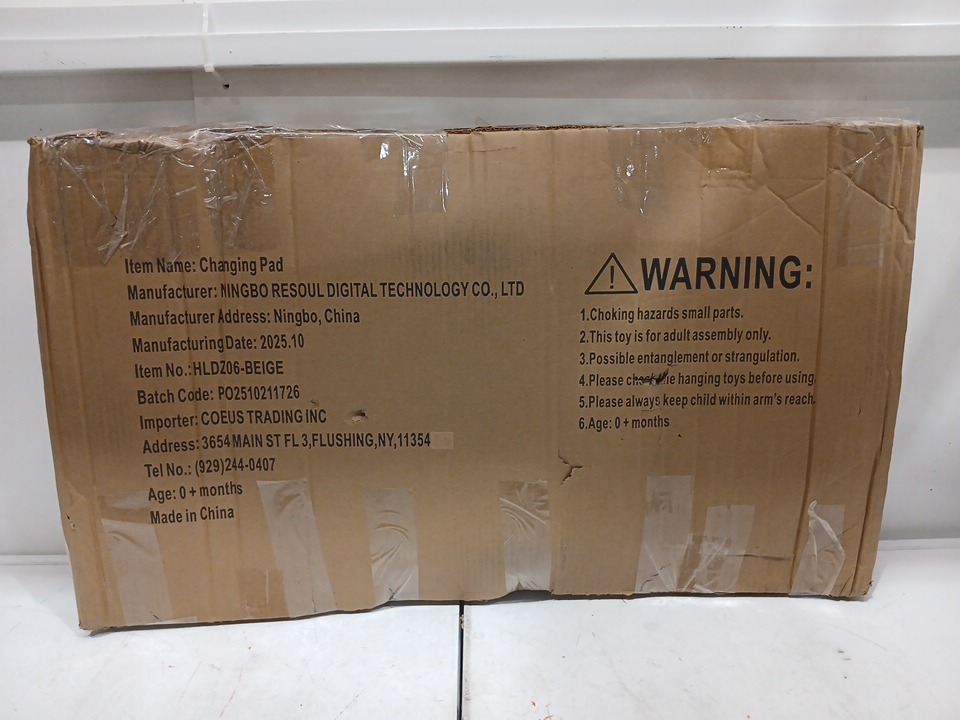 Item Name: Changing Pad
Manufacturer: NINGBO RESOUL DIGITAL TECHNOLOGY CO., LTD
Manufacturer Address: Ningbo, China
Manufacturing Date: 2025.10
Item No.:HLDZ06-BEIGE
Batch Code: PO2510211726
Importer: COEUS TRADING INC
Address: 3654 MAIN ST FL 3,FLUSHING,NY,11354
Tel No.: (929)244-0407
Age: 0 + months
Made in China
WARNING:
1.Choking hazards small parts.
2.This toy is for adult assembly only.
3.Possible entanglement or strangulation.
4.Please hanging toys before using.
5.Please always keep child within arm's reach.
6.Age: 0 + months